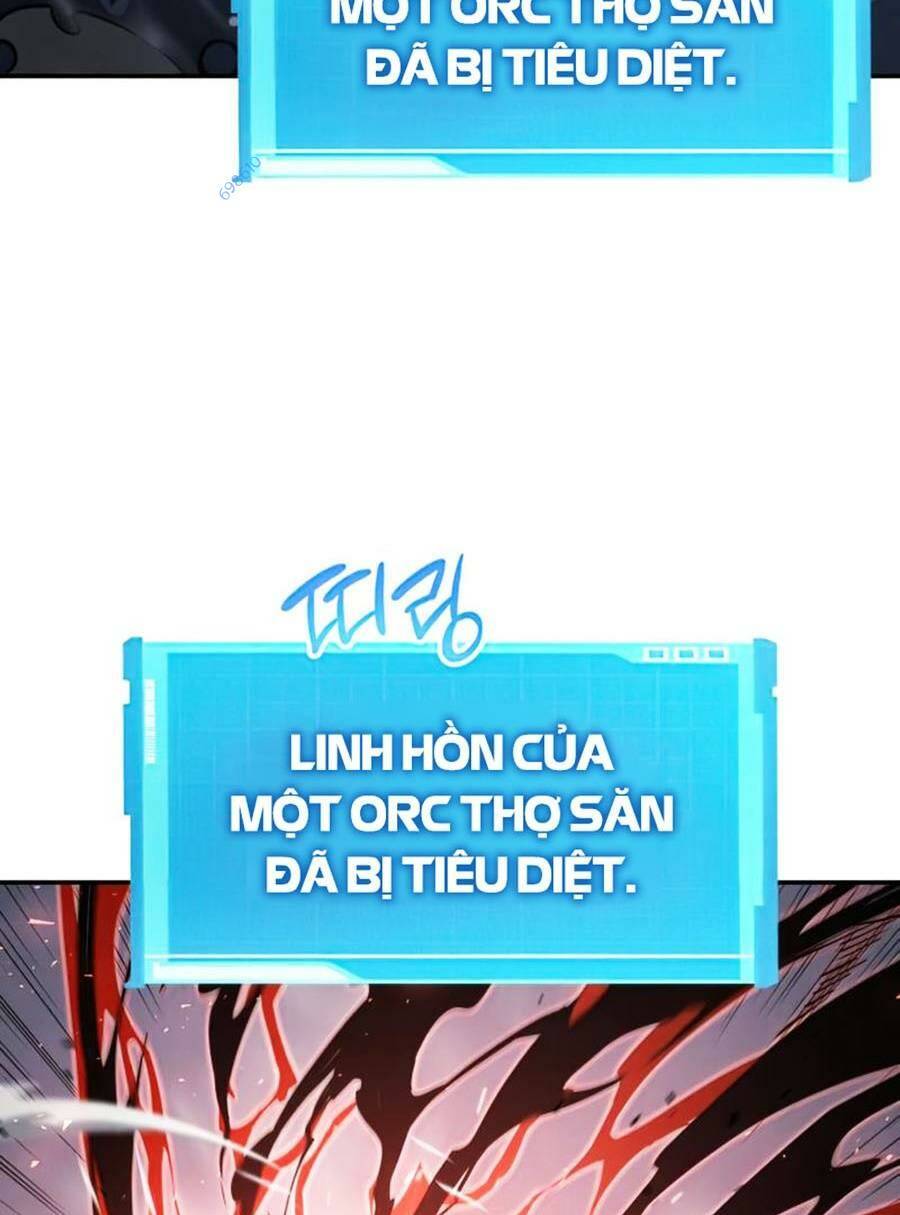 MỘT ORC THỢ SĂN
ĐÃ BỊ TIÊU DIỆT.
698610
띠링
LINH HỒN CỦA
MỘT ORC THỢ SĂN
ĐÃ BỊ TIÊU DIỆT.